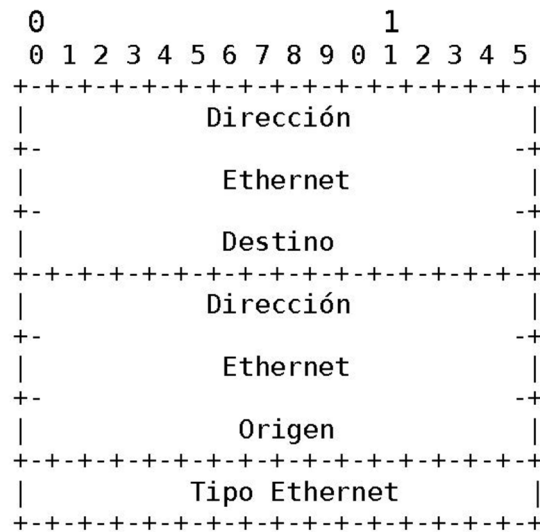 0                     1
0 1 2 3 4 5 6 7 8 9 0 1 2 3 4 5
+-+-+-+-+-+-+-+-+-+-+-+-+-+-+-+-+
|           Dirección           |
+-                             -+
|            Ethernet           |
+-                             -+
|            Destino            |
+-+-+-+-+-+-+-+-+-+-+-+-+-+-+-+-+
|           Dirección           |
+-                             -+
|            Ethernet           |
+-                             -+
|             Origen            |
+-+-+-+-+-+-+-+-+-+-+-+-+-+-+-+-+
|          Tipo Ethernet        |
+-+-+-+-+-+-+-+-+-+-+-+-+-+-+-+-+